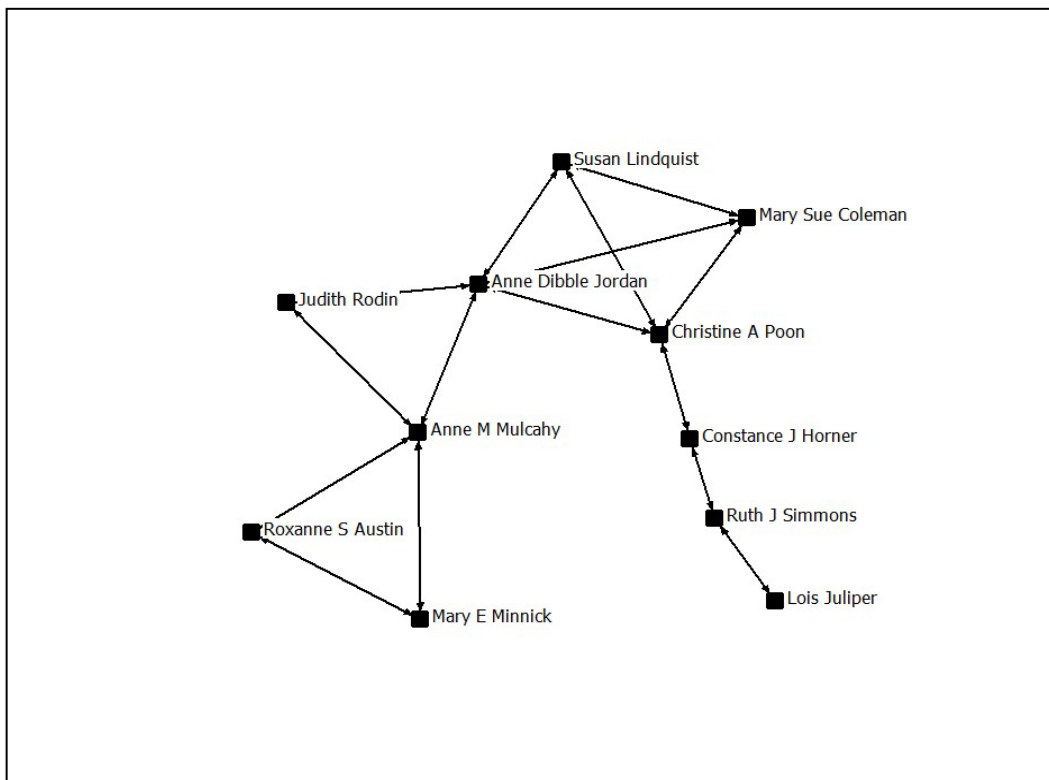 Susan Lindquist
Mary Sue Coleman
Anne Dibble Jordan
Judith Rodin
Christine A Poon
Anne M Mulcahy
Constance J Horner
Ruth J Simmons
Roxanne S Austin
Lois Juliper
Mary E Minnick